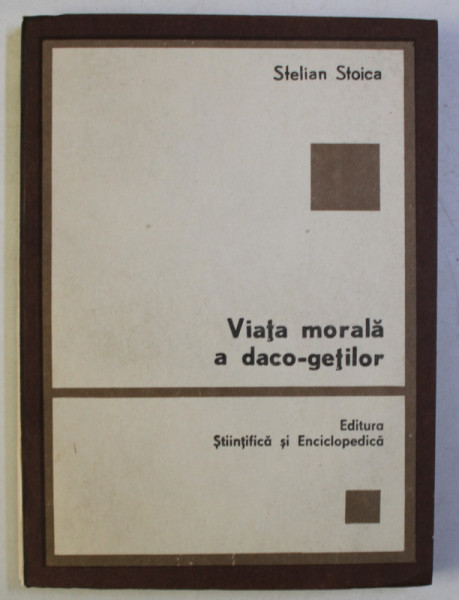 Stelian Stoica
Viața morală
a daco-geților
Editura
Științifică și Enciclopedică